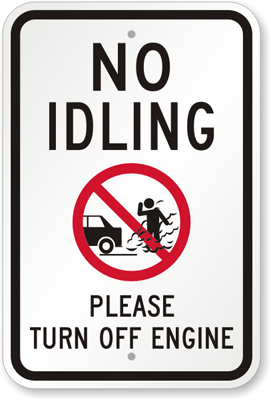 NO
IDLING
PLEASE
TURN OFF ENGINE